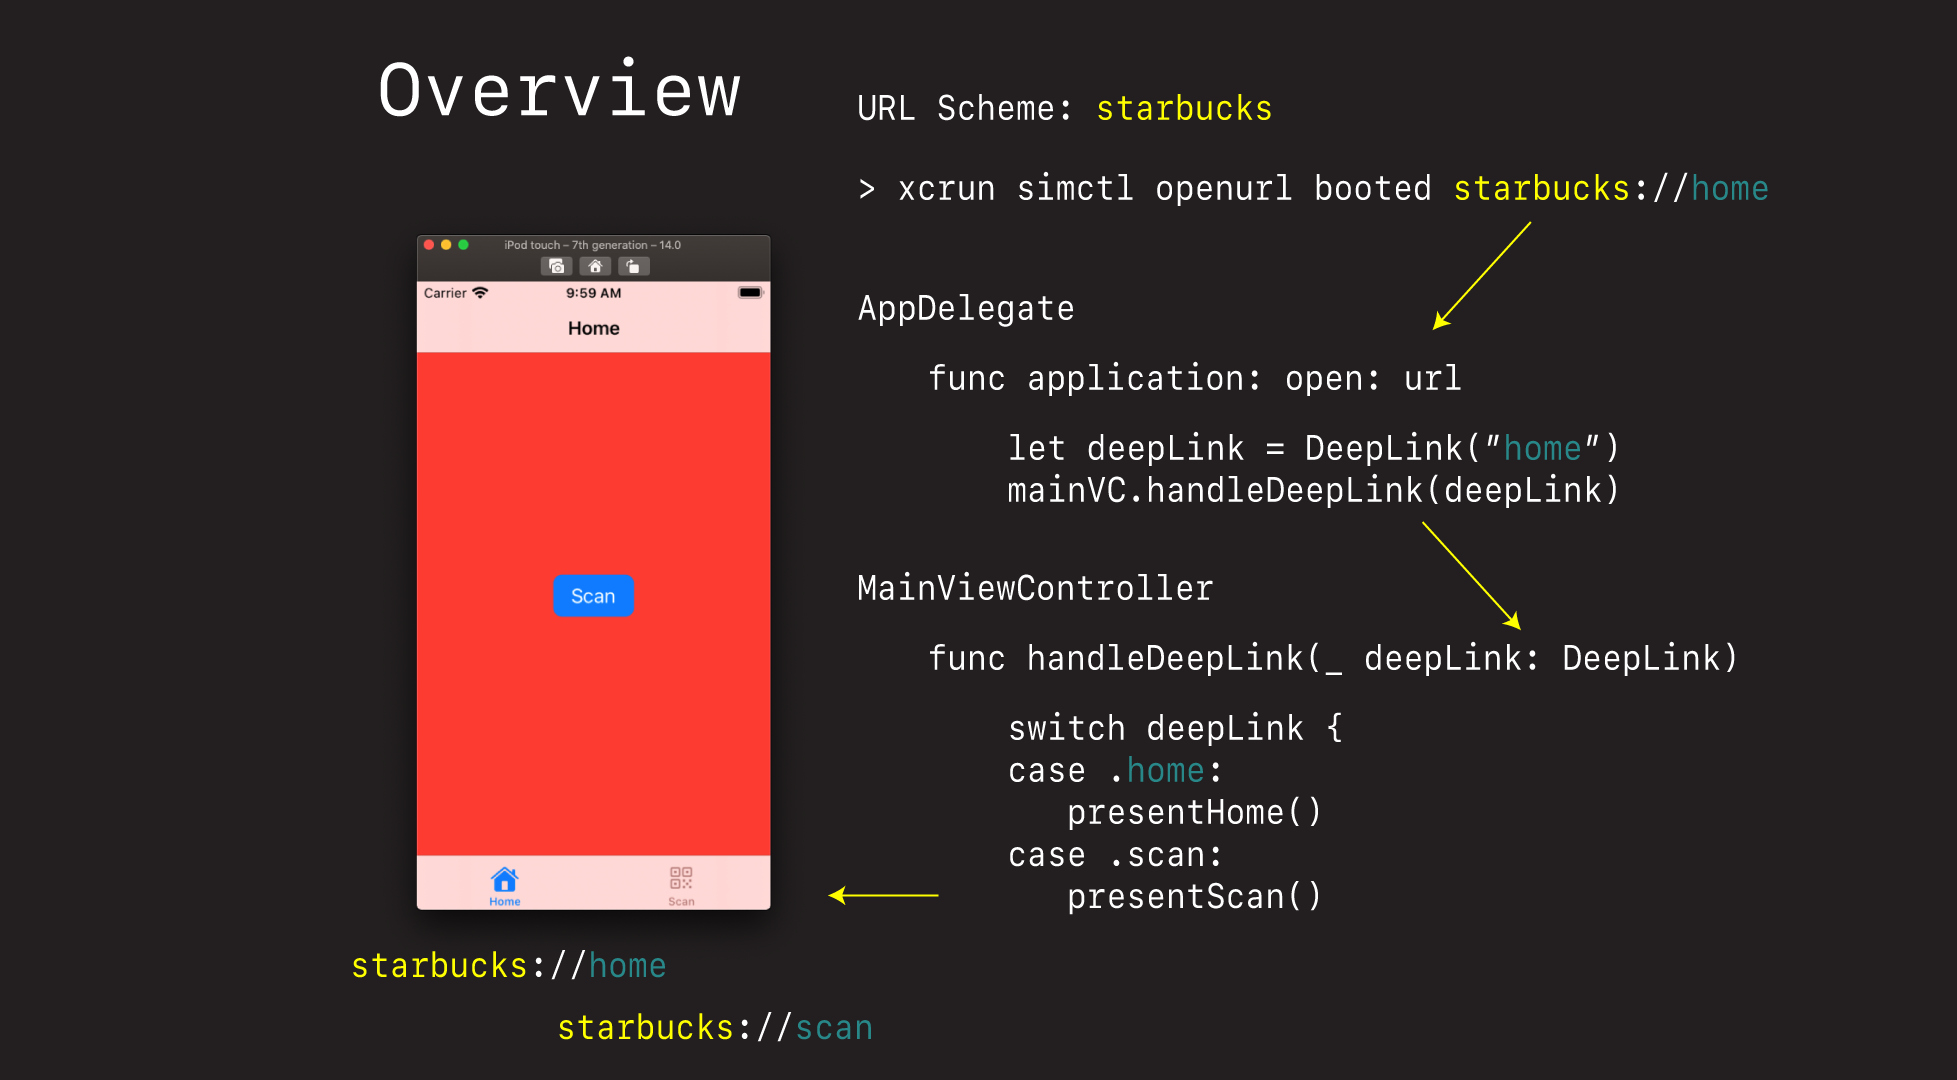 Overview
URL Scheme: starbucks
> xcrun simctl openurl booted starbucks://home
iPod touch – 7th generation – 14.0
Carrier 9:59 AM
Home
Scan
Home Scan
starbucks://home
starbucks://scan
AppDelegate
func application: open: url
let deepLink = DeepLink("home")
mainVC.handleDeepLink(deepLink)
MainViewController
func handleDeepLink(_ deepLink: DeepLink)
switch deepLink {
case .home:
presentHome()
case .scan:
presentScan()